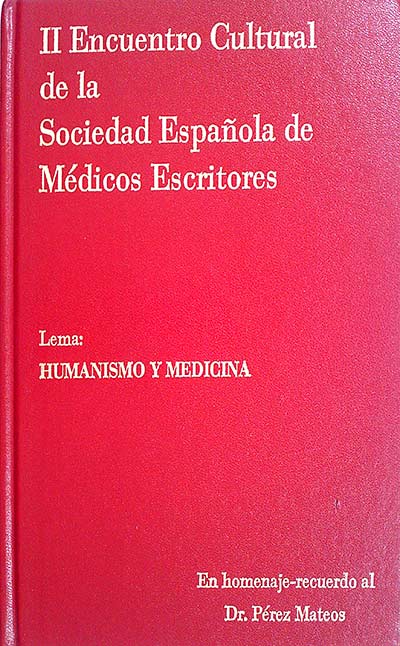 II Encuentro Cultural
de la
Sociedad Española de
Médicos Escritores
Lema:
HUMANISMO Y MEDICINA
En homenaje-recuerdo al
Dr. Pérez Mateos